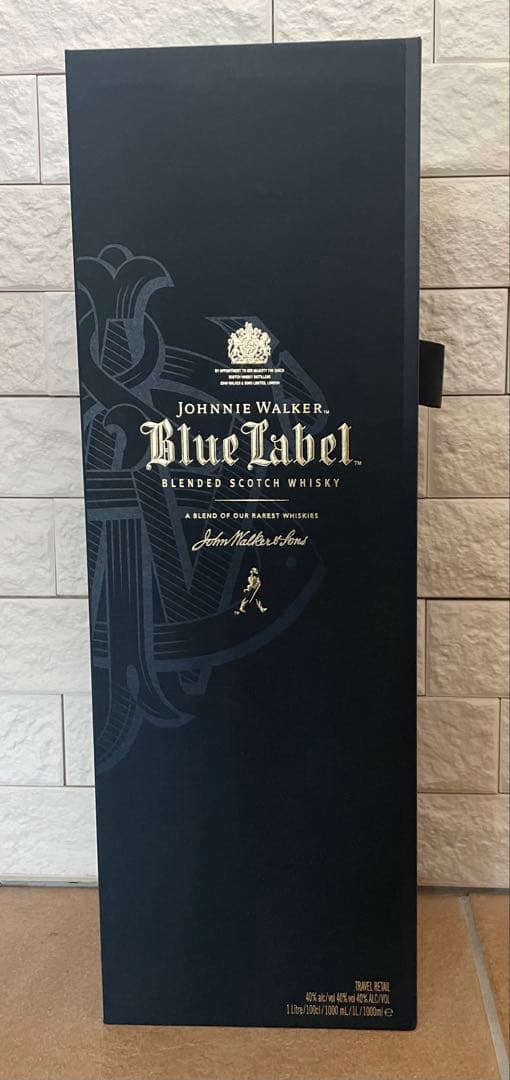 BY APPOINTMENT TO HER MAJESTY THE QUEEN
SCOTCH WHISKY DISTILLERS
JOHN WALKER & SONS LIMITED, LONDON
JOHNNIE WALKER™
Blue Label™
BLENDED SCOTCH WHISKY
A BLEND OF OUR RAREST WHISKIES
John Walker & Sons
TRAVEL RETAIL
40% alc/vol 40% vol 40% ALC/VOL
1 Litre/100cl/1000 mL/1L/1000ml ℮